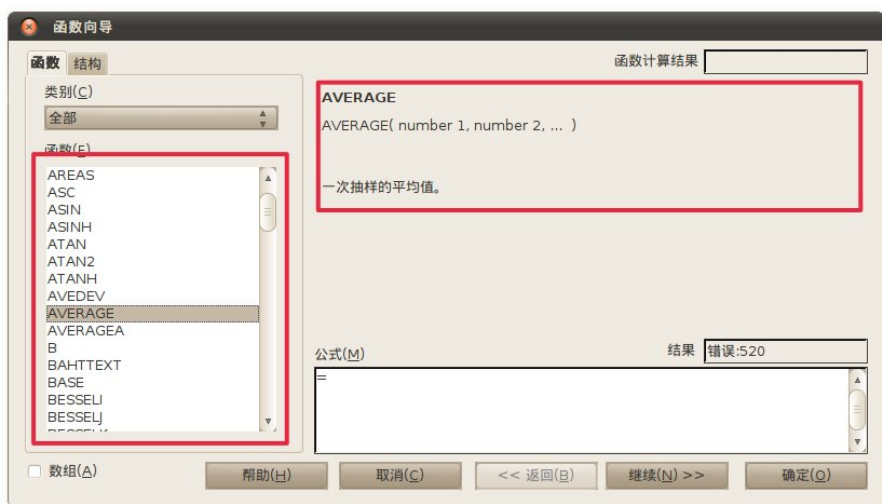 函数向导
函数 结构
函数计算结果
类别(C)
全部
函数(F)
AREAS
ASC
ASIN
ASINH
ATAN
ATAN2
ATANH
AVEDEV
AVERAGE
AVERAGEA
B
BAHTTEXT
BASE
BESSELI
BESSELJ
AVERAGE
AVERAGE( number 1, number 2, ... )
一次抽样的平均值。
公式(M)
结果 错误:520
=
数组(A)
帮助(H) 取消(C) << 返回(B) 继续(N) >> 确定(O)